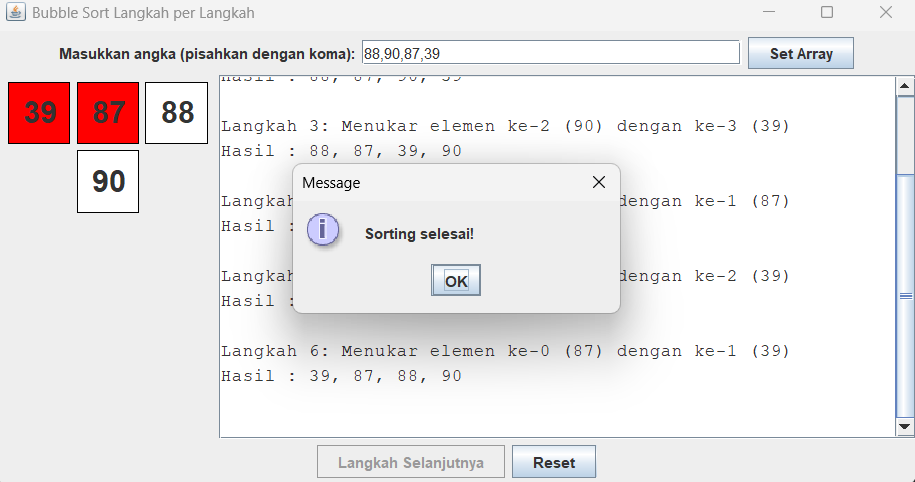 Bubble Sort Langkah per Langkah
Masukkan angka (pisahkan dengan koma): 88,90,87,39 Set Array
39 87 88
90
Hasil : 88, 87, 90, 39
Langkah 3: Menukar elemen ke-2 (90) dengan ke-3 (39)
Hasil : 88, 87, 39, 90
Langkah dengan ke-1 (87)
Hasil :
Langkah dengan ke-2 (39)
Hasil :
Langkah 6: Menukar elemen ke-0 (87) dengan ke-1 (39)
Hasil : 39, 87, 88, 90
Message
Sorting selesai!
OK
Langkah Selanjutnya Reset